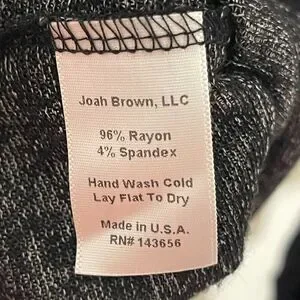 Joah Brown, LLC
96% Rayon
4% Spandex
Hand Wash Cold
Lay Flat To Dry
Made in U.S.A.
RN# 143656